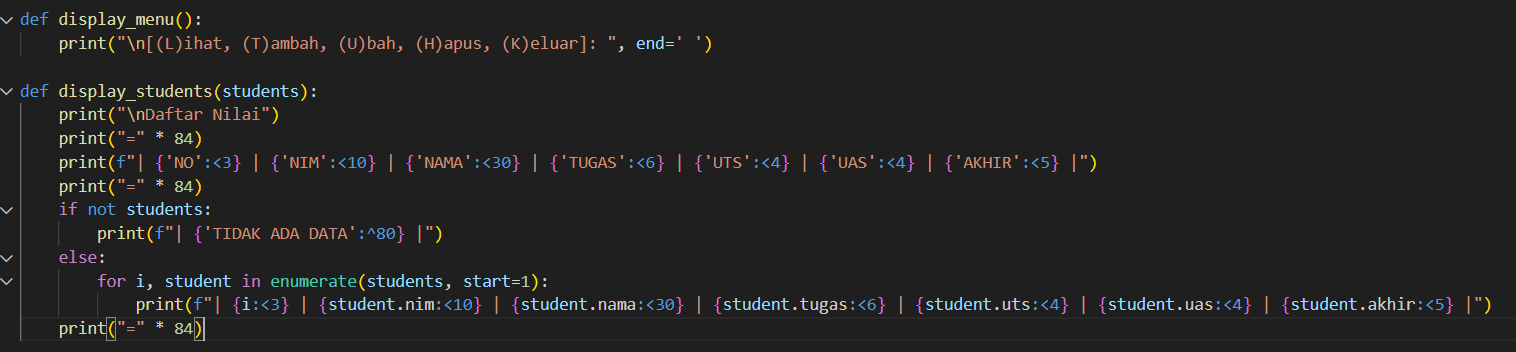 def display_menu():
    print("\n[(L)ihat, (T)ambah, (U)bah, (H)apus, (K)eluar]: ", end=' ')
def display_students(students):
    print("\nDaftar Nilai")
    print("=" * 84)
    print(f"| {'NO':<3} | {'NIM':<10} | {'NAMA':<30} | {'TUGAS':<6} | {'UTS':<4} | {'UAS':<4} | {'AKHIR':<5} |")
    print("=" * 84)
    if not students:
        print(f"| {'TIDAK ADA DATA':^80} |")
    else:
        for i, student in enumerate(students, start=1):
            print(f"| {i:<3} | {student.nim:<10} | {student.nama:<30} | {student.tugas:<6} | {student.uts:<4} | {student.uas:<4} | {student.akhir:<5} |")
    print("=" * 84)